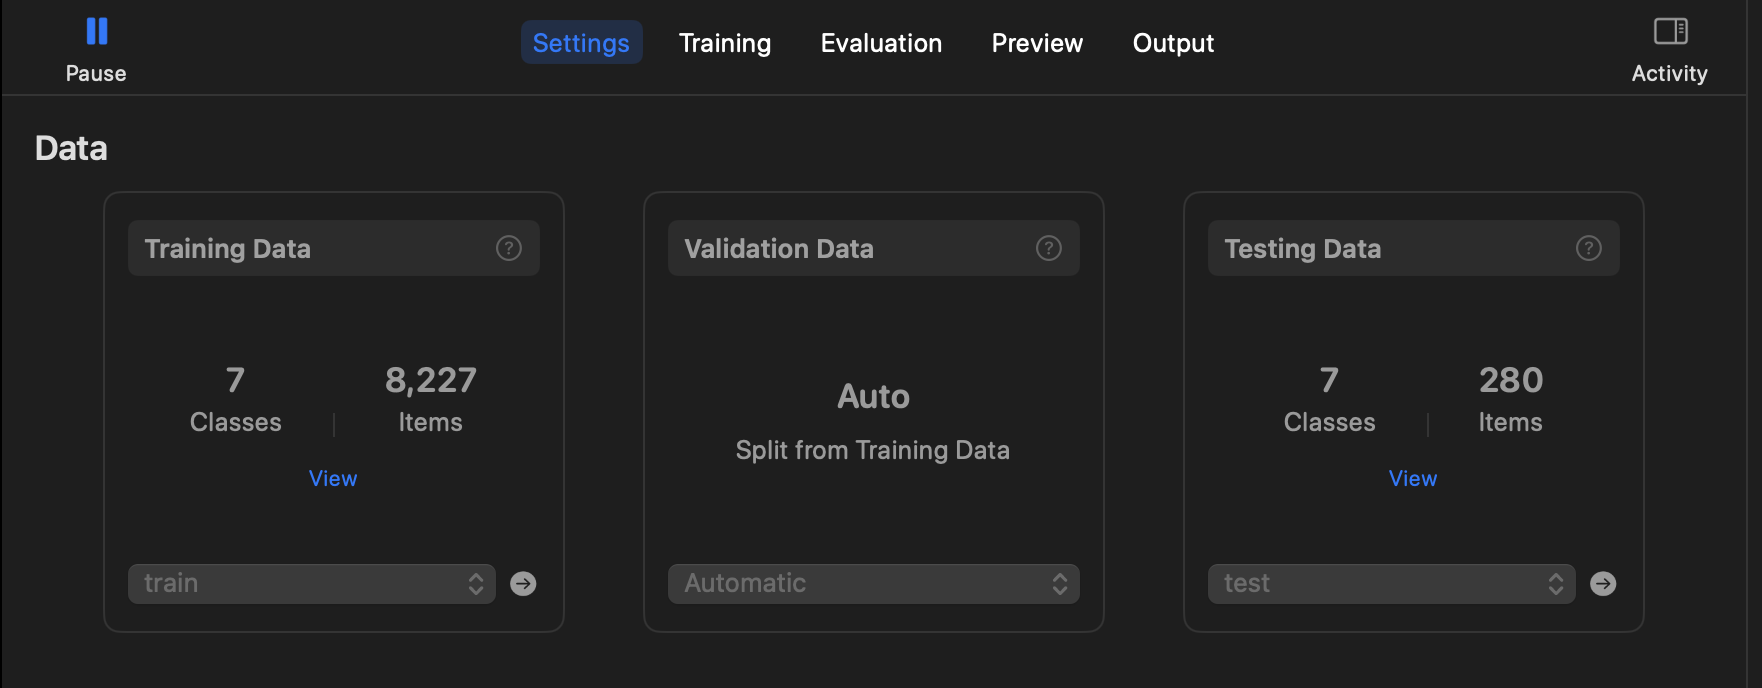 Pause
Settings Training Evaluation Preview Output
Activity
Data
Training Data ?
7 Classes
8,227 Items
View
train
Validation Data ?
Auto
Split from Training Data
Automatic
Testing Data ?
7 Classes
280 Items
View
test